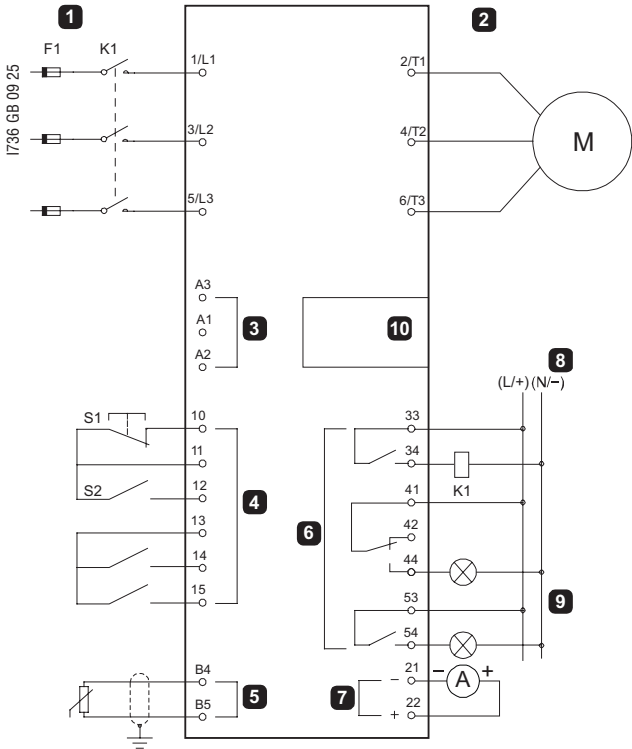 1
2
F1 K1
I736 GB 09 25
1/L1
2/T1
3/L2
4/T2
M
5/L3
6/T3
A3
A1
3
A2
10
8
(L/+) (N/–)
S1
10
33
11
34
K1
S2
12
4
41
13
6
42
14
44
15
9
53
54
B4
5
B5
21
– – A +
7
22
+